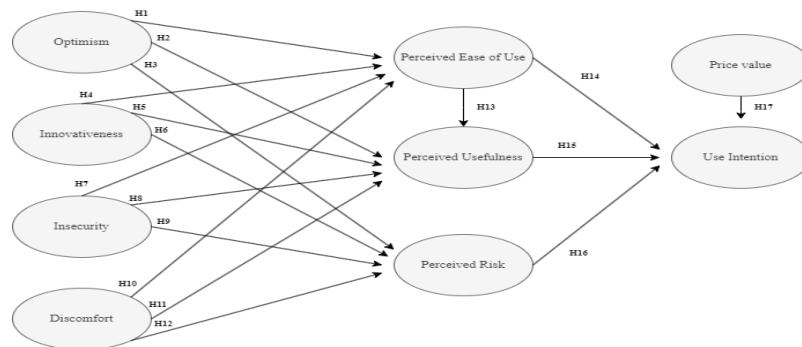 H1
Optimism
H2
H3
Perceived Ease of Use
H14
Price value
H4
H5
H13
H17
Innovativeness
H6
Perceived Usefulness
H15
Use Intention
H7
H8
Insecurity
H9
H16
Perceived Risk
H10
H11
Discomfort
H12